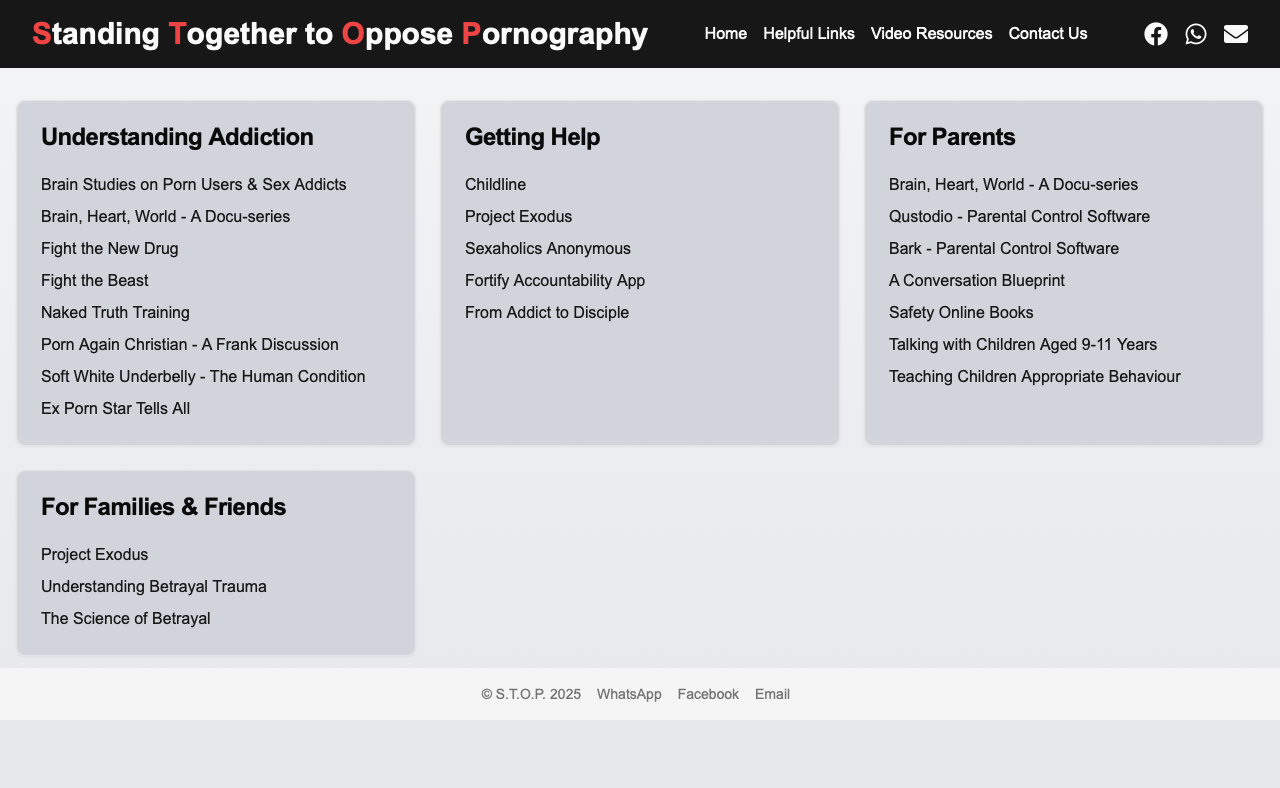 Standing Together to Oppose Pornography
Home Helpful Links Video Resources Contact Us
Understanding Addiction
Brain Studies on Porn Users & Sex Addicts
Brain, Heart, World - A Docu-series
Fight the New Drug
Fight the Beast
Naked Truth Training
Porn Again Christian - A Frank Discussion
Soft White Underbelly - The Human Condition
Ex Porn Star Tells All
Getting Help
Childline
Project Exodus
Sexaholics Anonymous
Fortify Accountability App
From Addict to Disciple
For Parents
Brain, Heart, World - A Docu-series
Qustodio - Parental Control Software
Bark - Parental Control Software
A Conversation Blueprint
Safety Online Books
Talking with Children Aged 9-11 Years
Teaching Children Appropriate Behaviour
For Families & Friends
Project Exodus
Understanding Betrayal Trauma
The Science of Betrayal
© S.T.O.P. 2025 WhatsApp Facebook Email